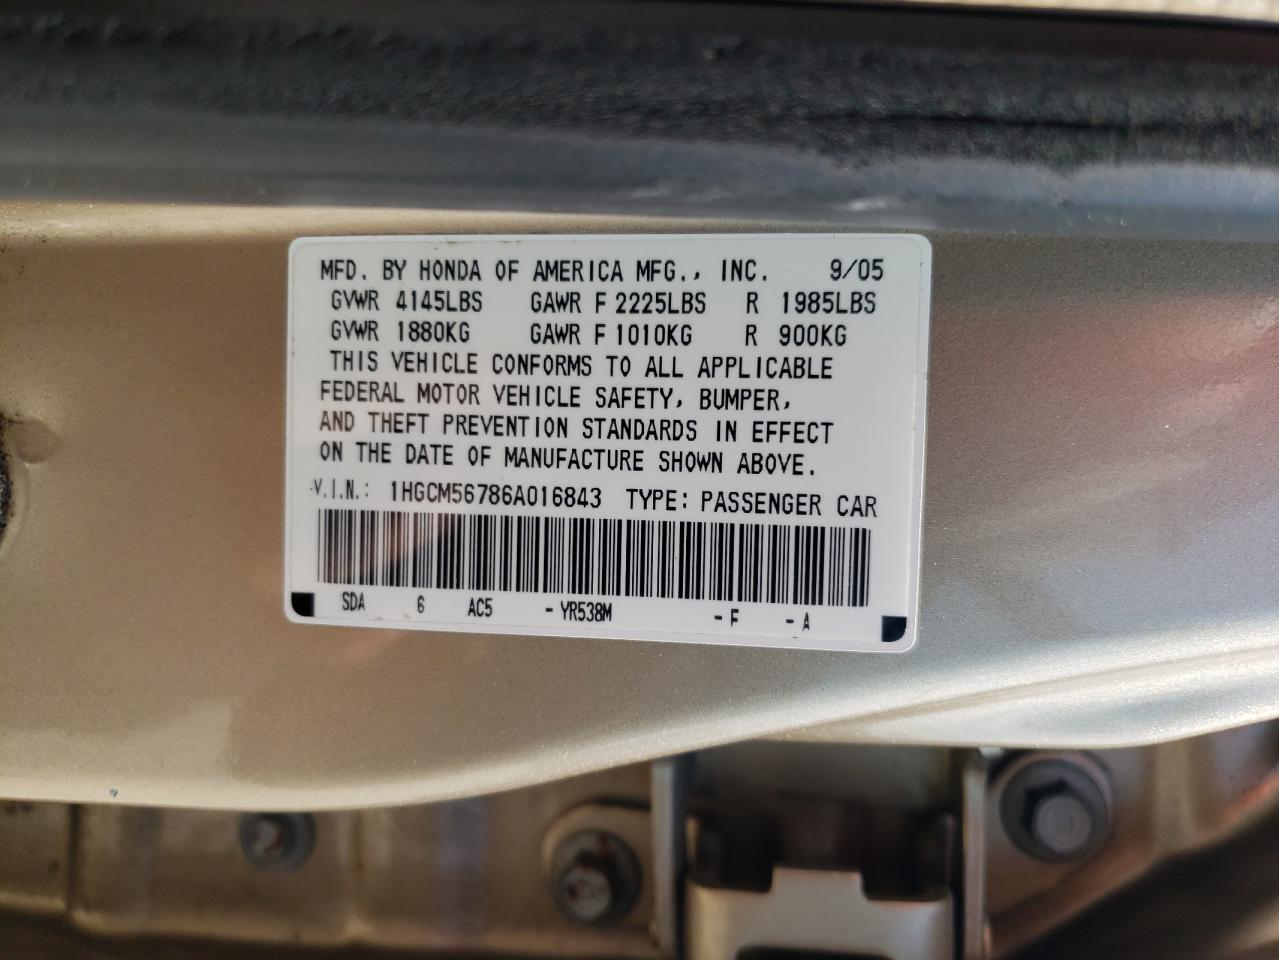 MFD. BY HONDA OF AMERICA MFG., INC. 9/05
GVWR 4145LBS GAWR F 2225LBS R 1985LBS
GVWR 1880KG GAWR F 1010KG R 900KG
THIS VEHICLE CONFORMS TO ALL APPLICABLE
FEDERAL MOTOR VEHICLE SAFETY, BUMPER,
AND THEFT PREVENTION STANDARDS IN EFFECT
ON THE DATE OF MANUFACTURE SHOWN ABOVE.
V.I.N.: 1HGCM56786A016843 TYPE: PASSENGER CAR
SDA 6 AC5 - YR538M - F - A